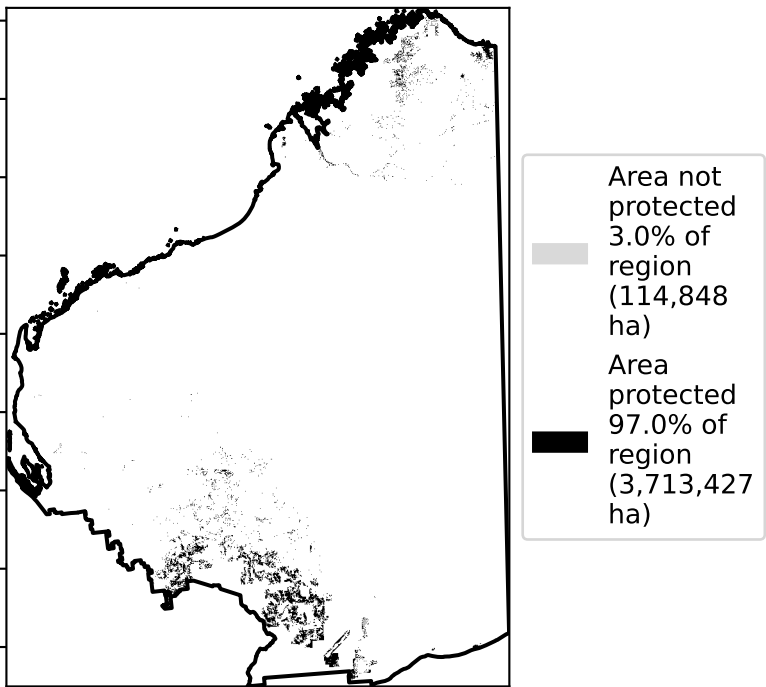 Area not
protected
3.0% of
region
(114,848
ha)
Area
protected
97.0% of
region
(3,713,427
ha)